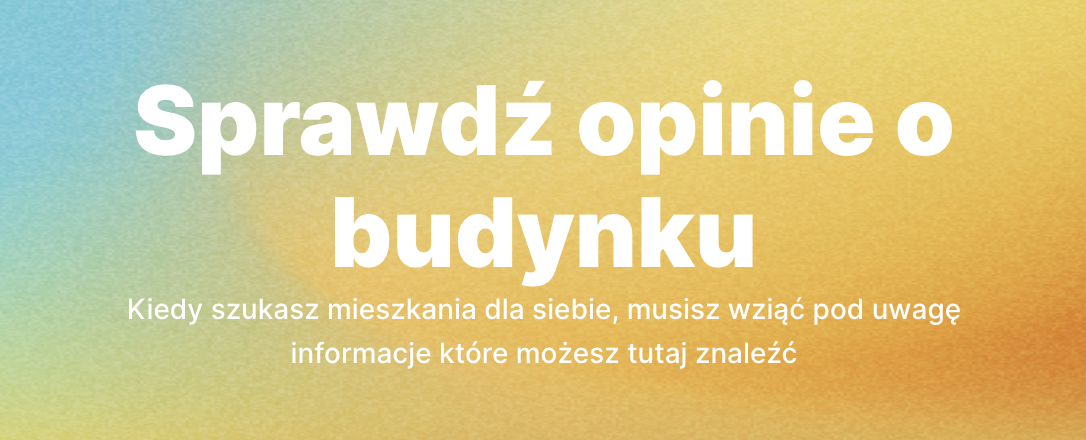 Sprawdź opinie o
budynku
Kiedy szukasz mieszkania dla siebie, musisz wziąć pod uwagę
informacje które możesz tutaj znaleźć